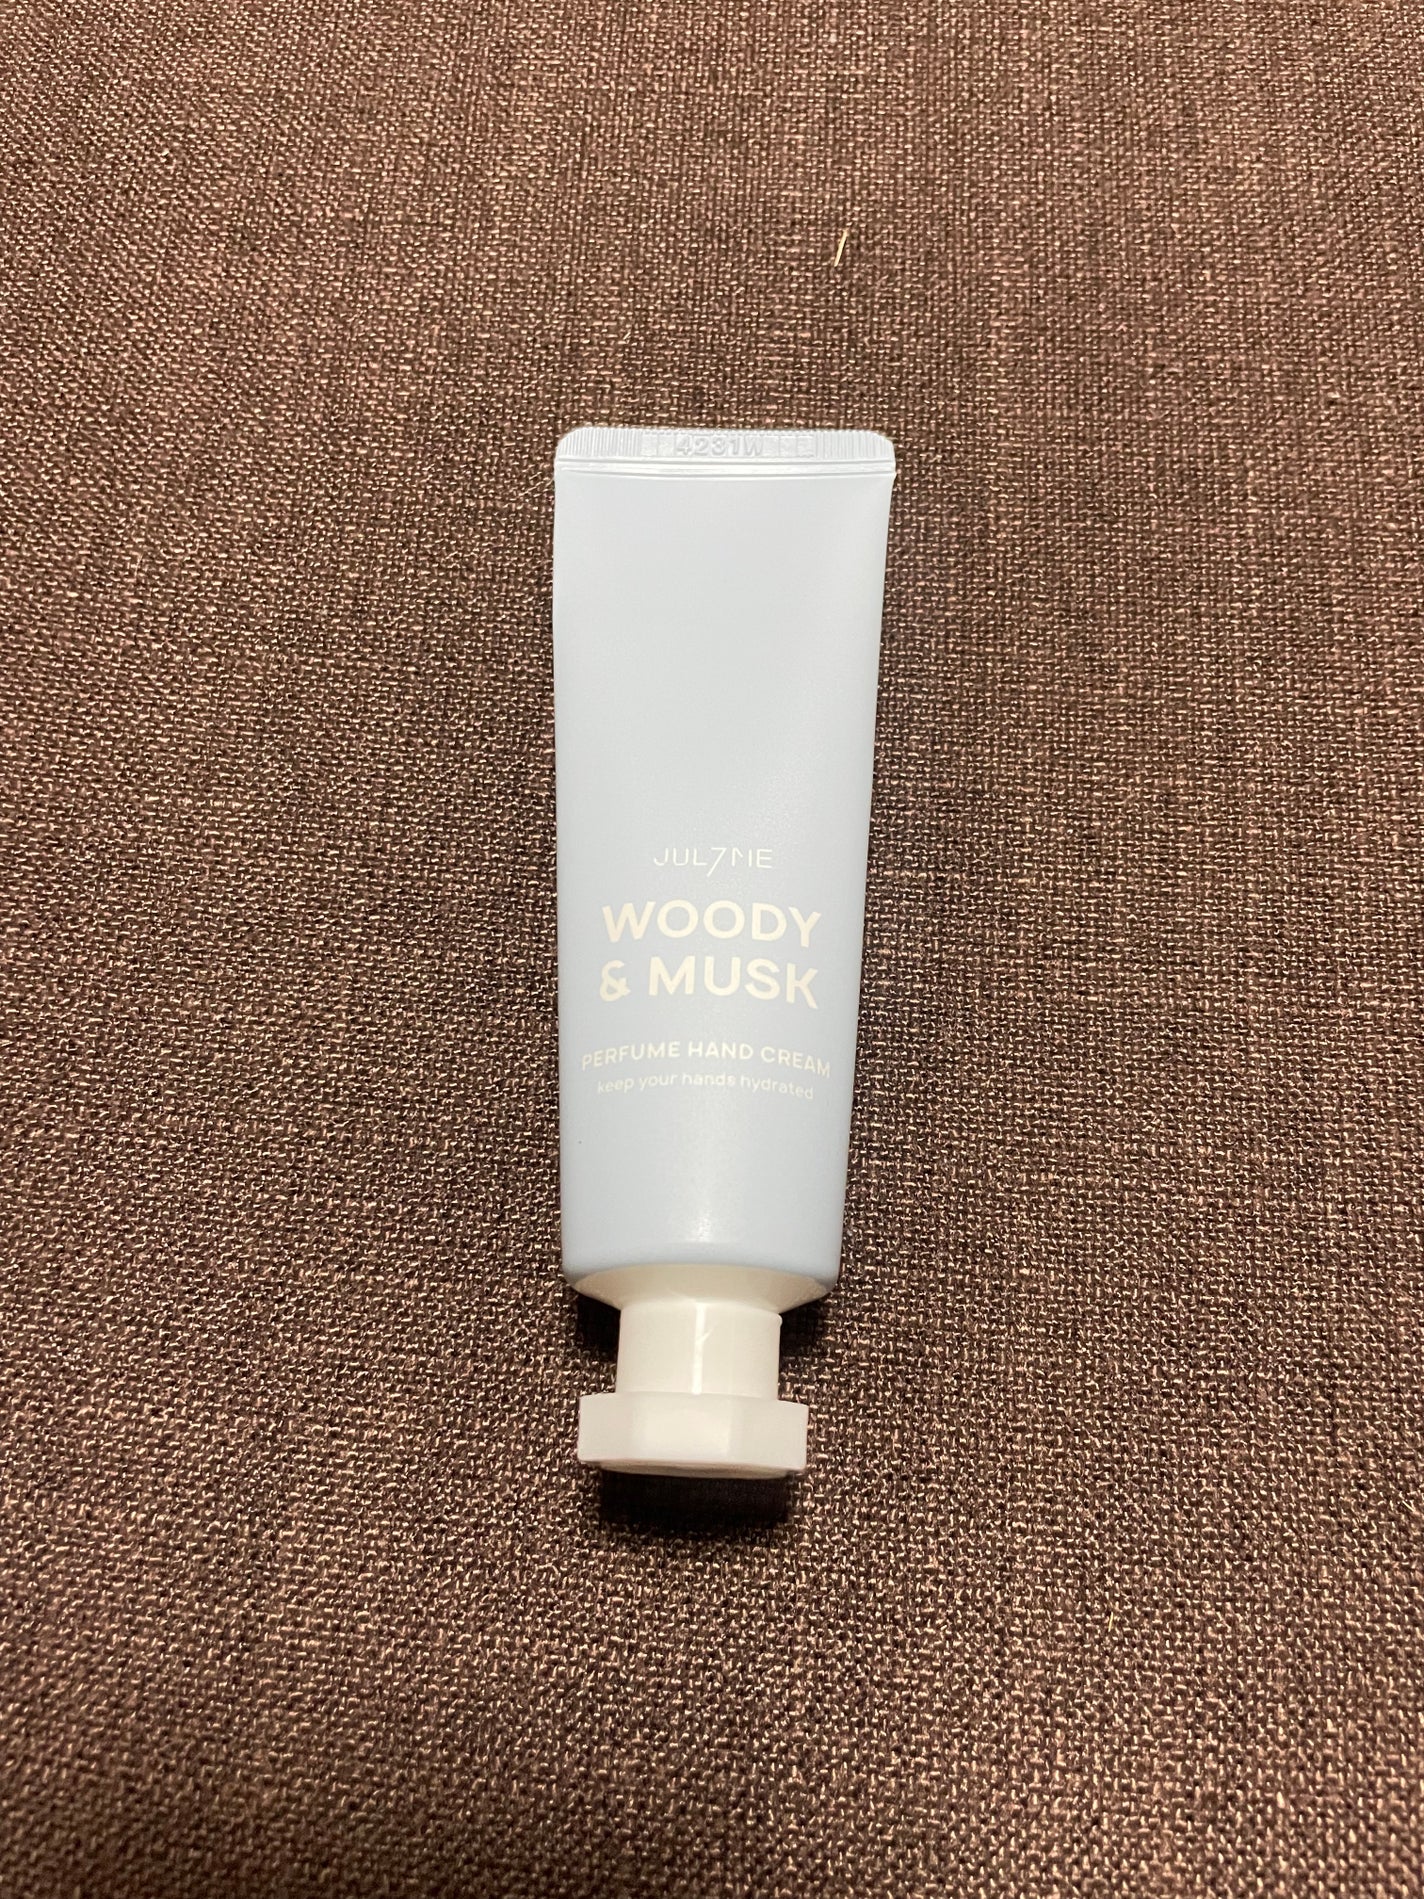 4231W
JUL7ME
WOODY
& MUSK
PERFUME HAND CREAM
keep your hands hydrated